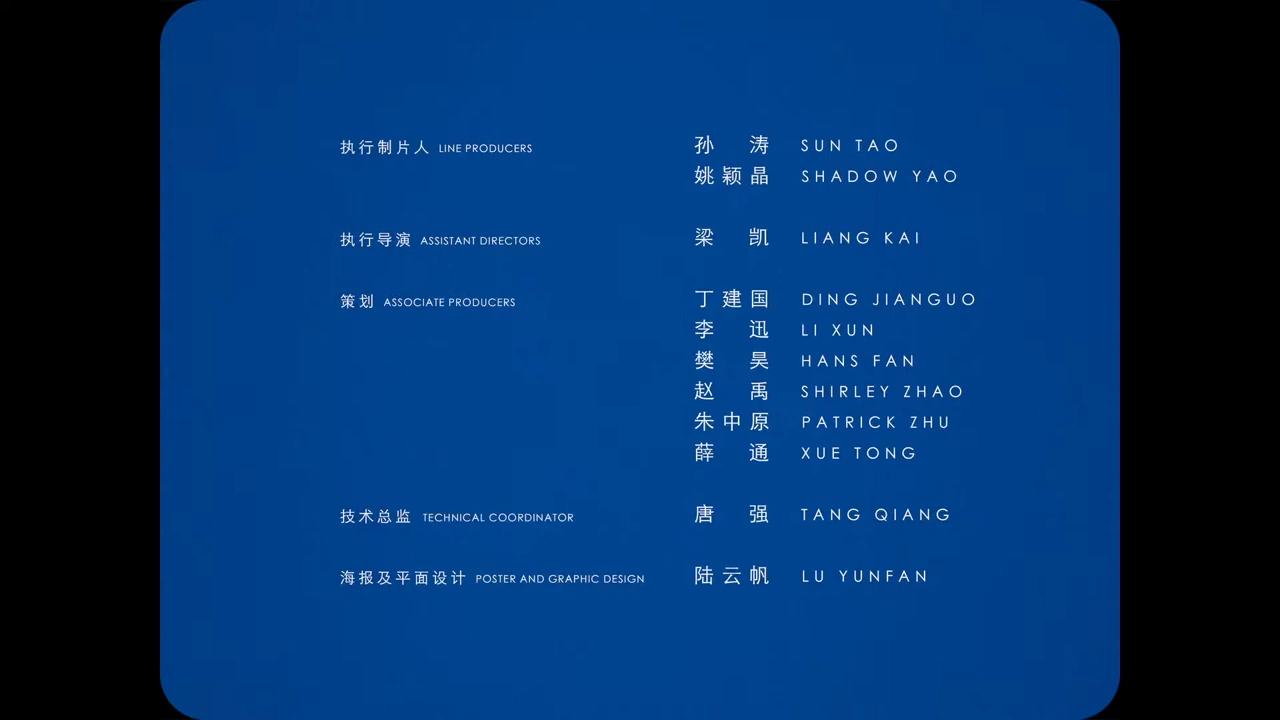 执行制片人 LINE PRODUCERS 孙 涛 SUN TAO
姚颖晶 SHADOW YAO
执行导演 ASSISTANT DIRECTORS 梁 凯 LIANG KAI
策划 ASSOCIATE PRODUCERS 丁建国 DING JIANGUO
李 迅 LI XUN
樊 昊 HANS FAN
赵 禹 SHIRLEY ZHAO
朱中原 PATRICK ZHU
薛 通 XUE TONG
技术总监 TECHNICAL COORDINATOR 唐 强 TANG QIANG
海报及平面设计 POSTER AND GRAPHIC DESIGN 陆云帆 LU YUNFAN